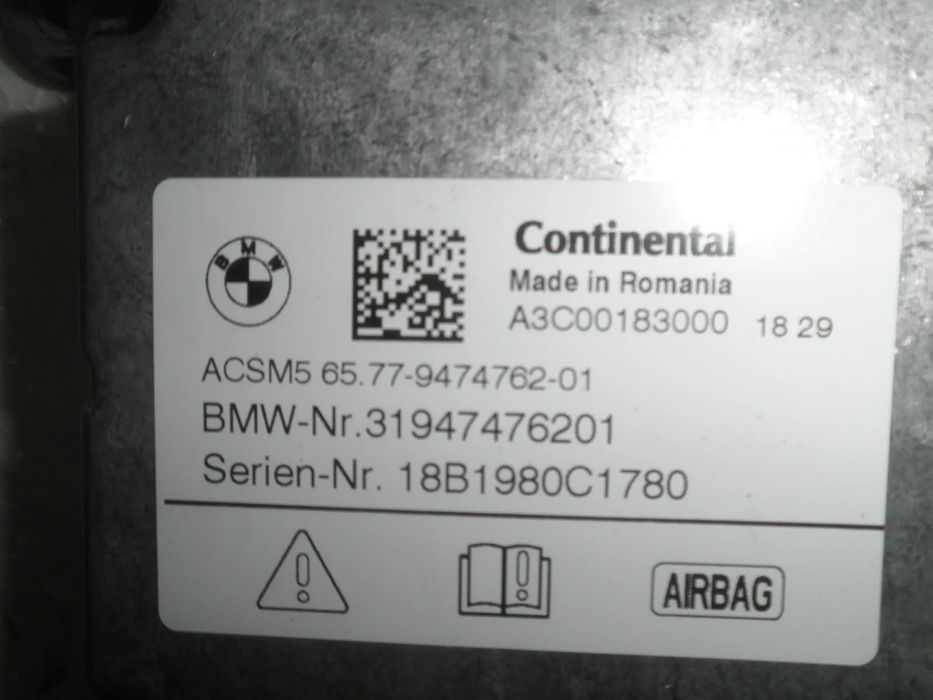 BMW
Continental
Made in Romania
A3C00183000 18 29
ACSM5 65.77-9474762-01
BMW-Nr.31947476201
Serien-Nr. 18B1980C1780
AIRBAG